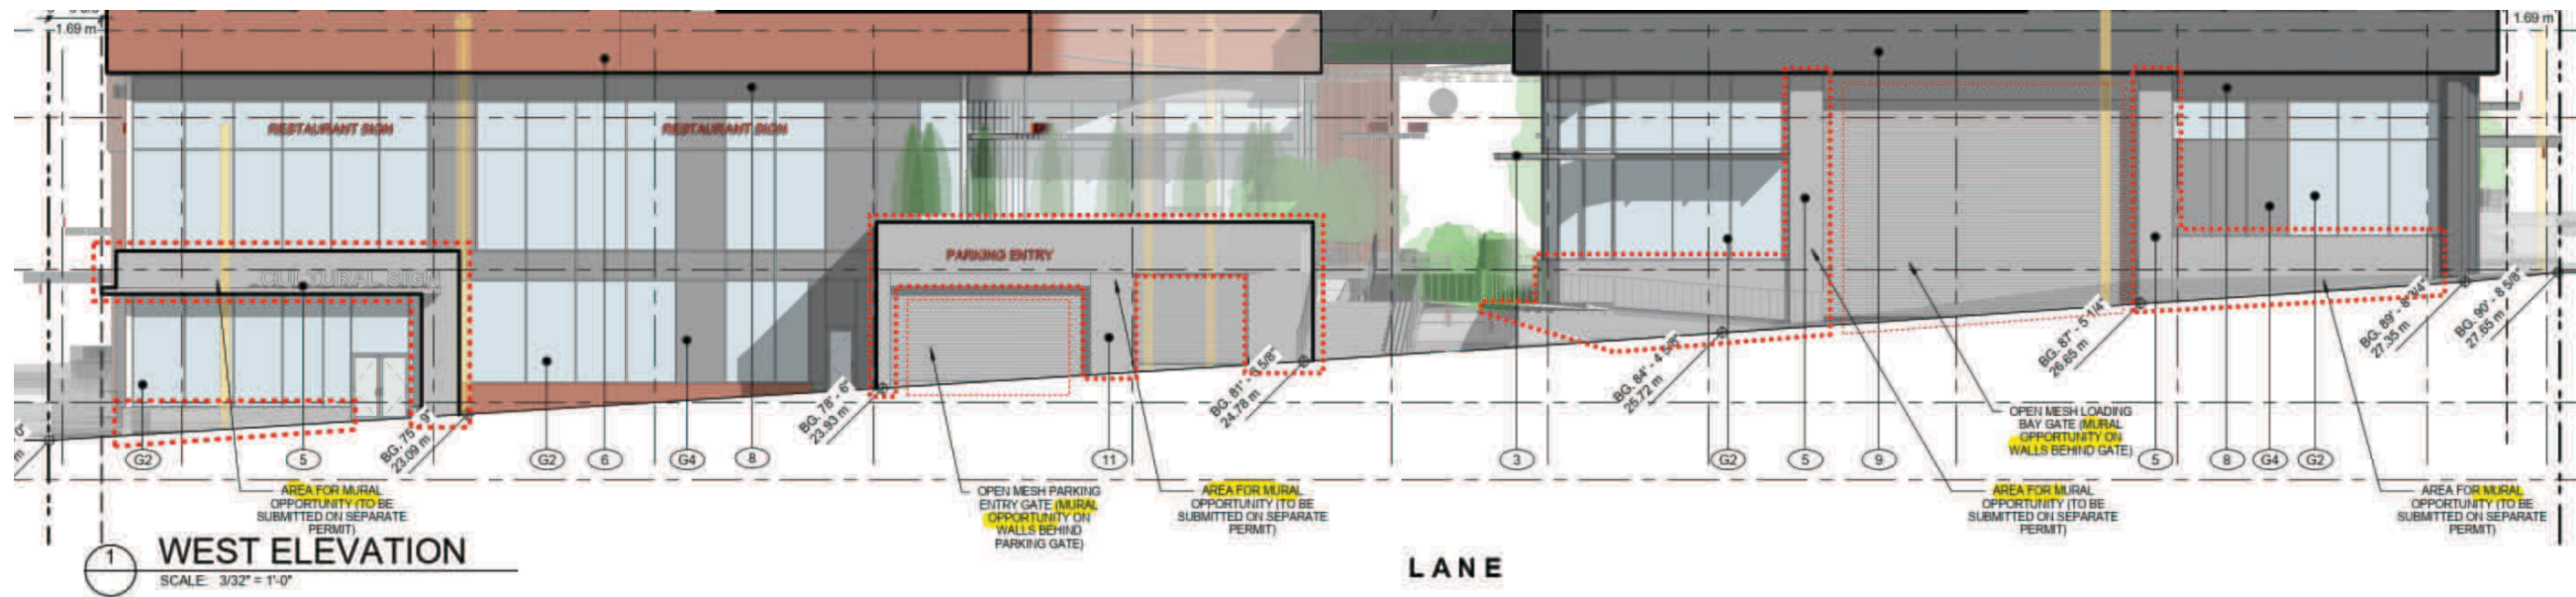 1.69 m
1.69 m
RESTAURANT SIGN
RESTAURANT SIGN
PARKING ENTRY
CULTURAL SIGN
BG. 75' - 9"
23.09 m
BG. 78' - 6"
23.93 m
24.78 m
BG. 84' - 4 5/8"
25.72 m
BG. 87' - 5 1/4"
26.65 m
BG. 89' - 8 3/4"
27.35 m
BG. 90' - 8 5/8"
27.65 m
G2
5
G2
6
G4
8
11
3
G2
5
9
5
8
G4
G2
OPEN MESH LOADING
BAY GATE (MURAL
OPPORTUNITY ON
WALLS BEHIND GATE)
AREA FOR MURAL
OPPORTUNITY (TO BE
SUBMITTED ON SEPARATE
PERMIT)
OPEN MESH PARKING
ENTRY GATE (MURAL
OPPORTUNITY ON
WALLS BEHIND
PARKING GATE)
AREA FOR MURAL
OPPORTUNITY (TO BE
SUBMITTED ON SEPARATE
PERMIT)
AREA FOR MURAL
OPPORTUNITY (TO BE
SUBMITTED ON SEPARATE
PERMIT)
AREA FOR MURAL
OPPORTUNITY (TO BE
SUBMITTED ON SEPARATE
PERMIT)
1
WEST ELEVATION
SCALE: 3/32" = 1'-0"
LANE